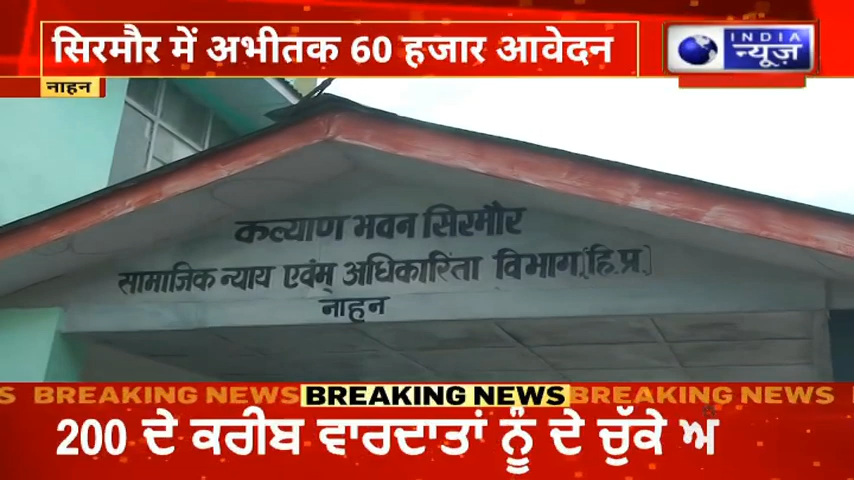 सिरमौर में अभीतक 60 हजार आवेदन
INDIA
न्यूज़
नाहन
कल्याण भवन सिरमौर
सामाजिक न्याय एवंम् अधिकारिता विभाग(हि.प्र.)
नाहन
S BREAKING NEWS BREAKING NEWS BREAKING NEWS
200 ਦੇ ਕਰੀਬ ਵਾਰਦਾਤਾਂ ਨੂੰ ਦੇ ਚੁੱਕੇ